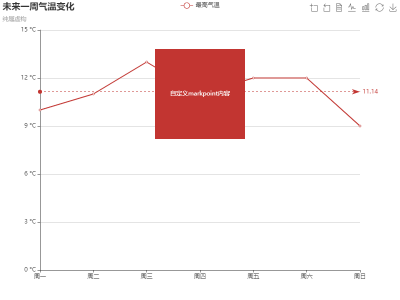 未来一周气温变化
纯属虚构
最高气温
15 °C
12 °C
9 °C
6 °C
3 °C
0 °C
自定义markpoint内容
11.14
周一
周二
周三
周四
周五
周六
周日